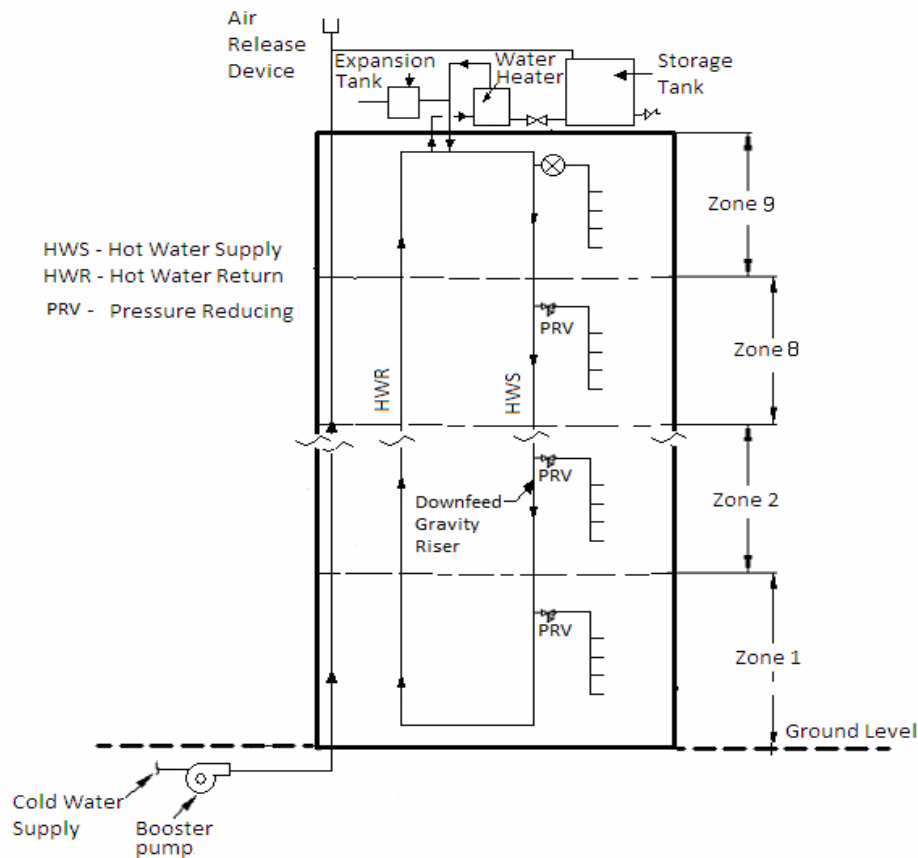 Air
Release
Device
Expansion
Tank
Water
Heater
Storage
Tank
Zone 9
HWS - Hot Water Supply
HWR - Hot Water Return
PRV - Pressure Reducing
PRV
Zone 8
HWR
HWS
PRV
Downfeed
Gravity
Riser
Zone 2
PRV
Zone 1
Ground Level
Cold Water
Supply
Booster
pump